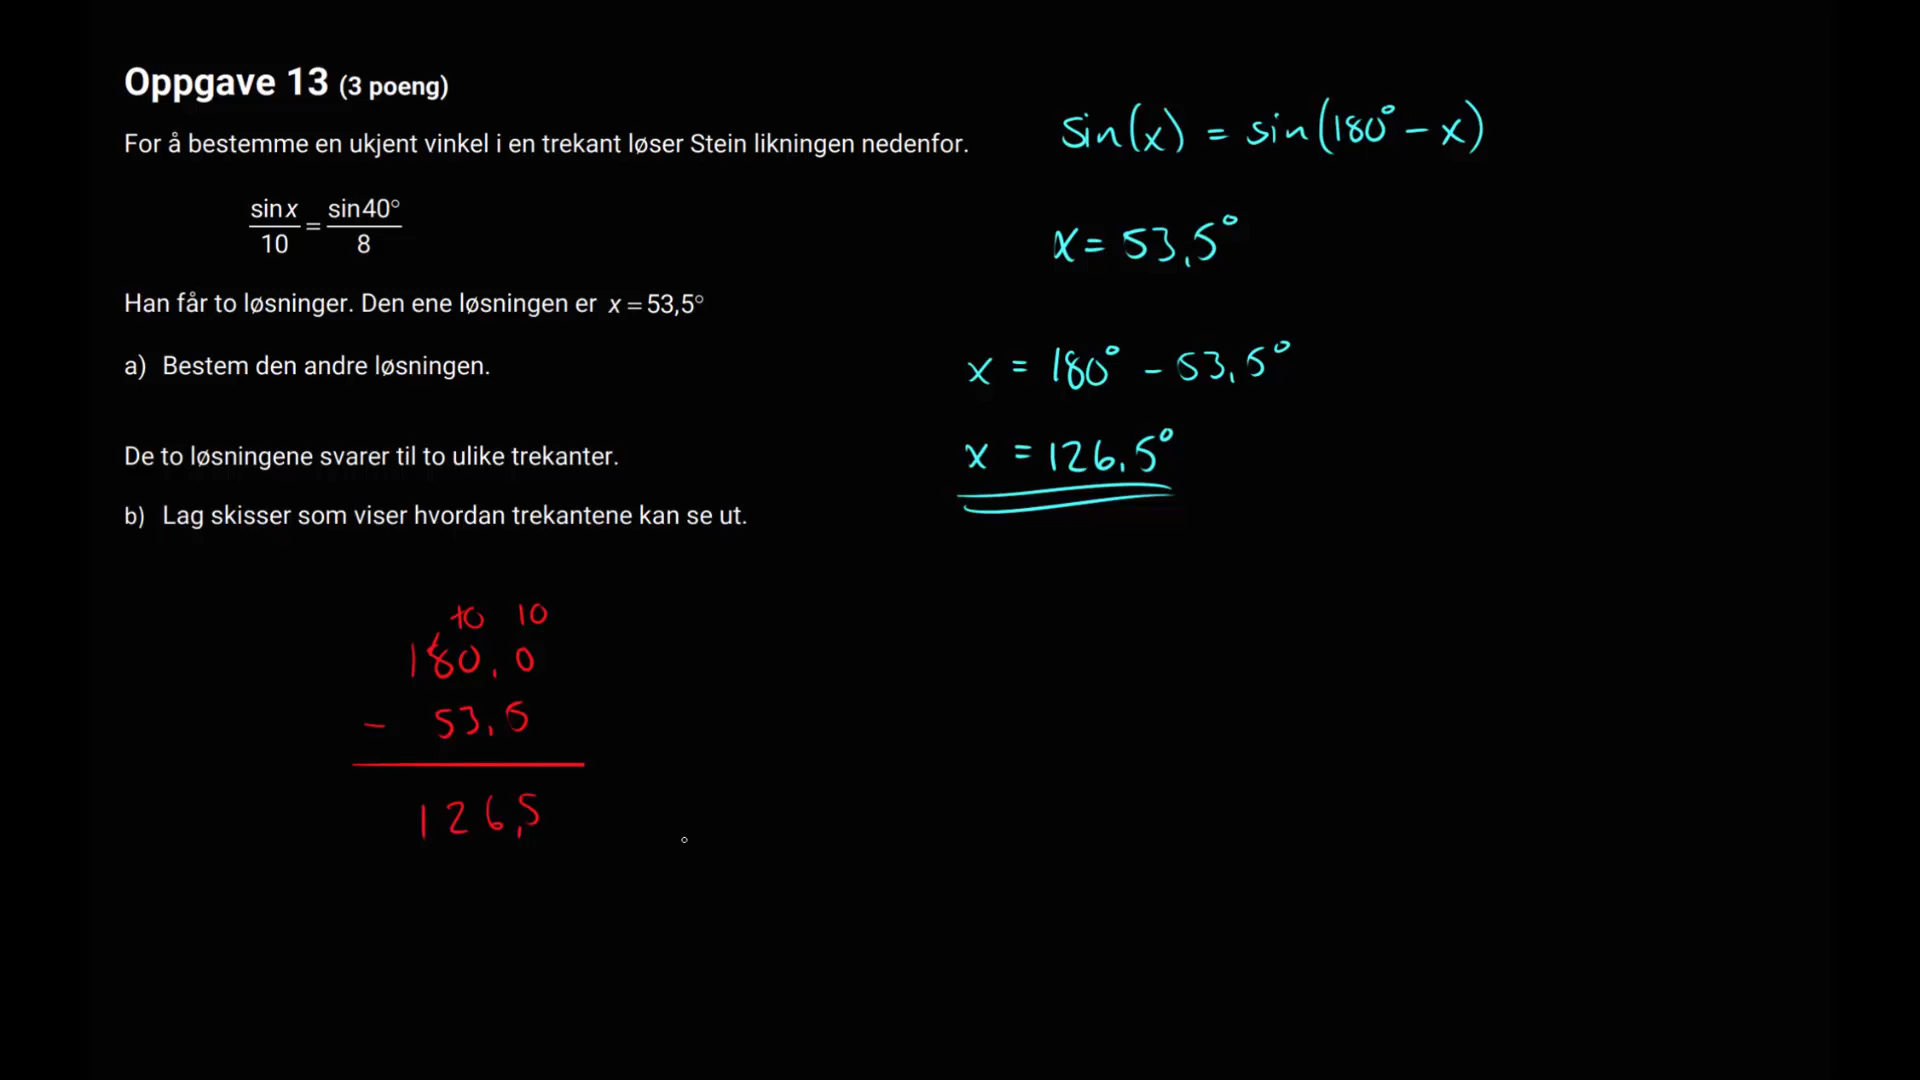 Oppgave 13 (3 poeng)
For å bestemme en ukjent vinkel i en trekant løser Stein likningen nedenfor.
sin x / 10 = sin 40° / 8
Han får to løsninger. Den ene løsningen er x = 53,5°
a) Bestem den andre løsningen.
De to løsningene svarer til to ulike trekanter.
b) Lag skisser som viser hvordan trekantene kan se ut.
10 10
180,0
- 53,5
126,5
sin(x) = sin(180° - x)
x = 53,5°
x = 180° - 53,5°
x = 126,5°